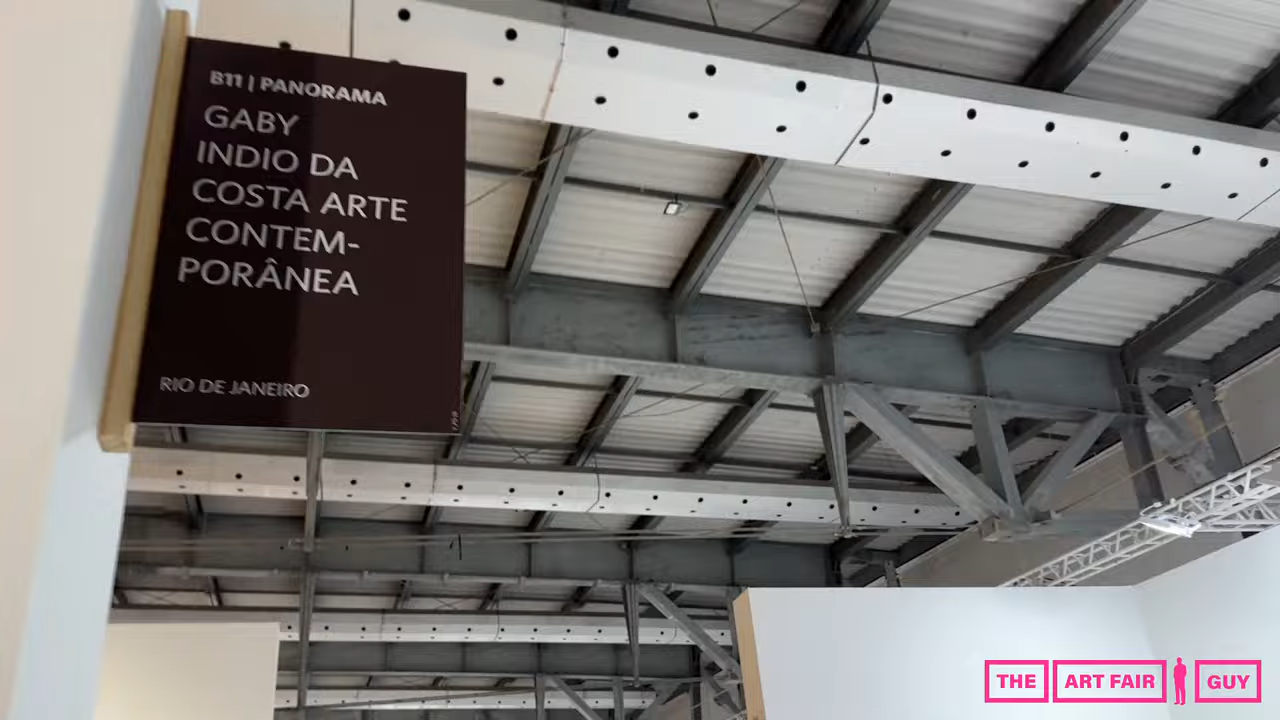 B11 | PANORAMA
GABY
INDIO DA
COSTA ARTE
CONTEM-
PORÂNEA
RIO DE JANEIRO
THE ART FAIR GUY